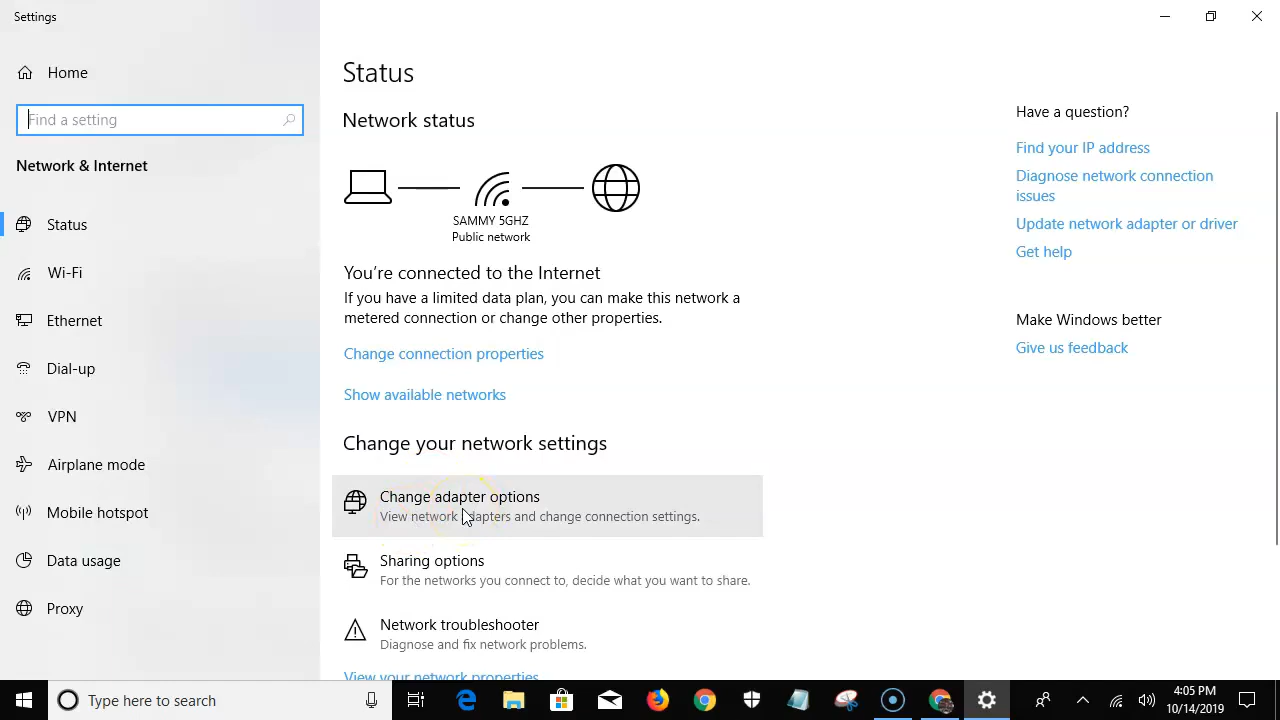 Settings
Home
Find a setting
Network & Internet
Status
Wi-Fi
Ethernet
Dial-up
VPN
Airplane mode
Mobile hotspot
Data usage
Proxy
Status
Network status
SAMMY 5GHZ
Public network
You're connected to the Internet
If you have a limited data plan, you can make this network a
metered connection or change other properties.
Change connection properties
Show available networks
Change your network settings
Change adapter options
View network adapters and change connection settings.
Sharing options
For the networks you connect to, decide what you want to share.
Network troubleshooter
Diagnose and fix network problems.
View your network properties
Have a question?
Find your IP address
Diagnose network connection
issues
Update network adapter or driver
Get help
Make Windows better
Give us feedback
Type here to search
4:05 PM
10/14/2019